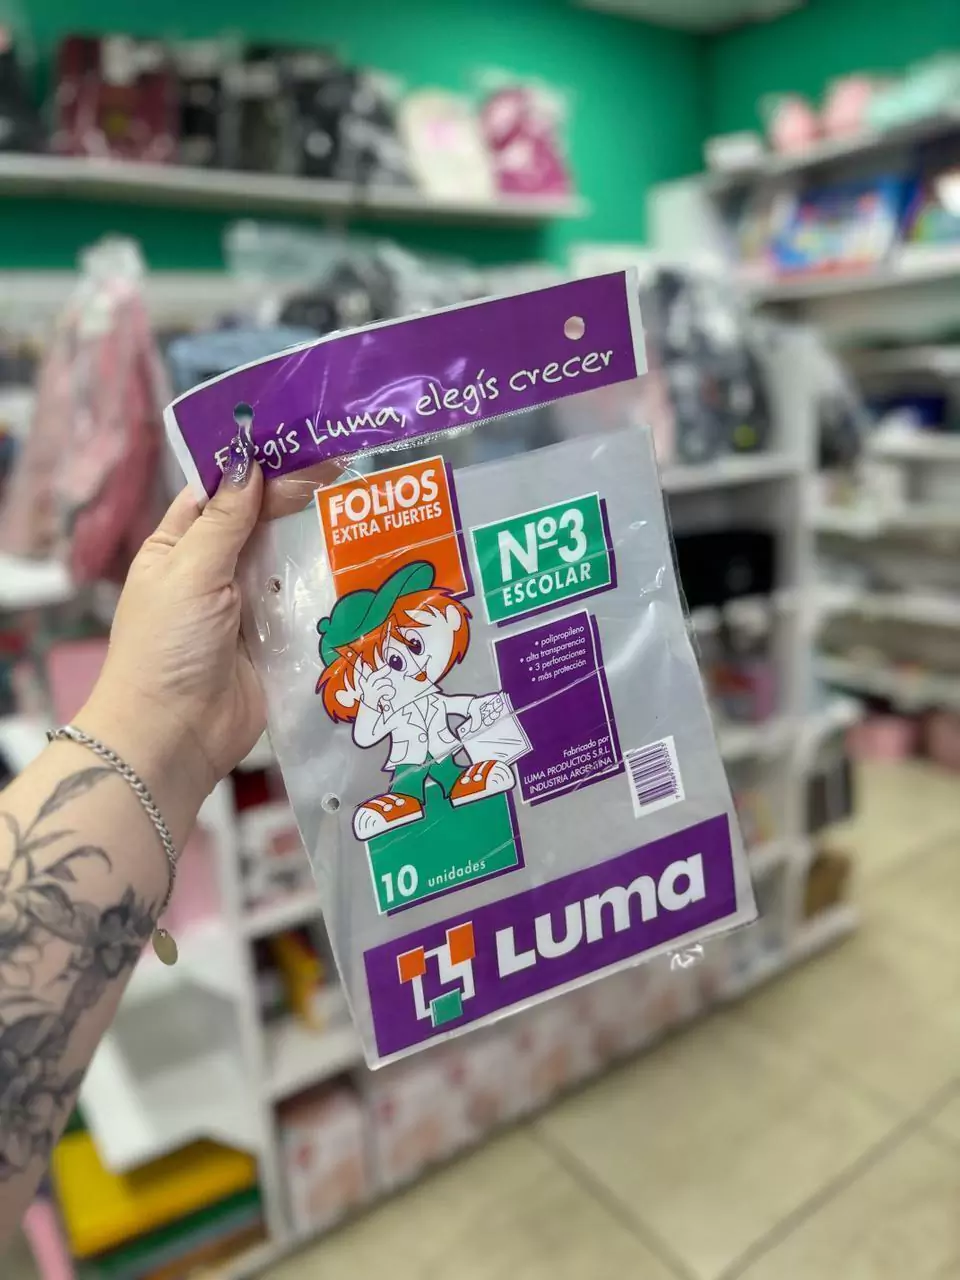 Elegís Luma, elegís crecer
FOLIOS
EXTRA FUERTES
Nº3
ESCOLAR
• polipropileno
• alta transparencia
• 3 perforaciones
• más protección
Fabricado por
LUMA PRODUCTOS S.R.L.
INDUSTRIA ARGENTINA
10 unidades
LUMA